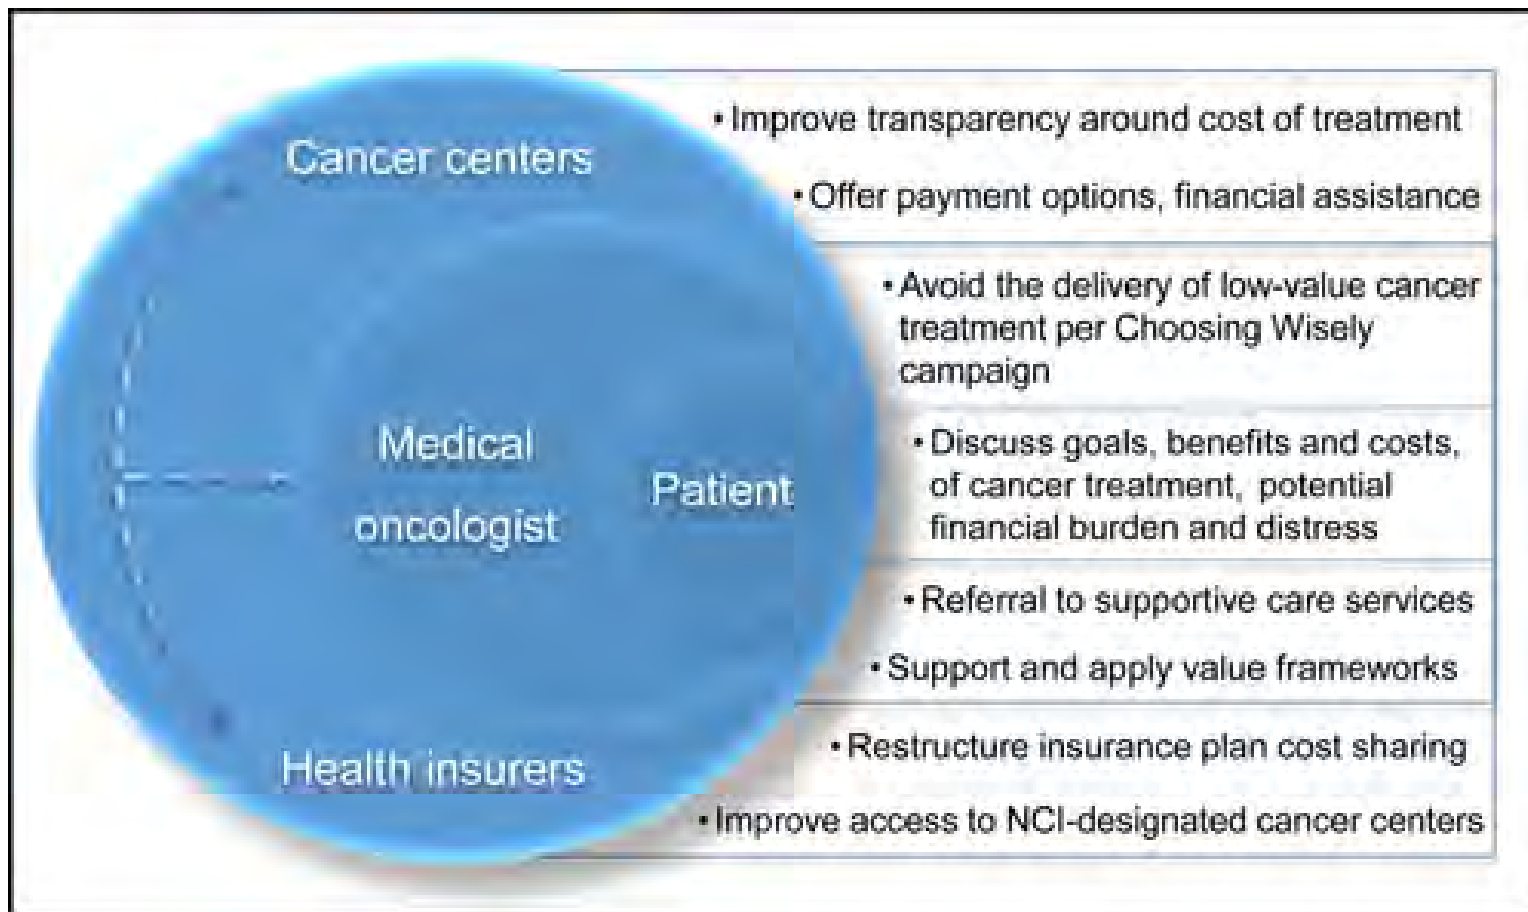 Cancer centers
Medical
oncologist
Patient
Health insurers
• Improve transparency around cost of treatment
• Offer payment options, financial assistance
• Avoid the delivery of low-value cancer
treatment per Choosing Wisely
campaign
• Discuss goals, benefits and costs,
of cancer treatment, potential
financial burden and distress
• Referral to supportive care services
• Support and apply value frameworks
• Restructure insurance plan cost sharing
• Improve access to NCI-designated cancer centers